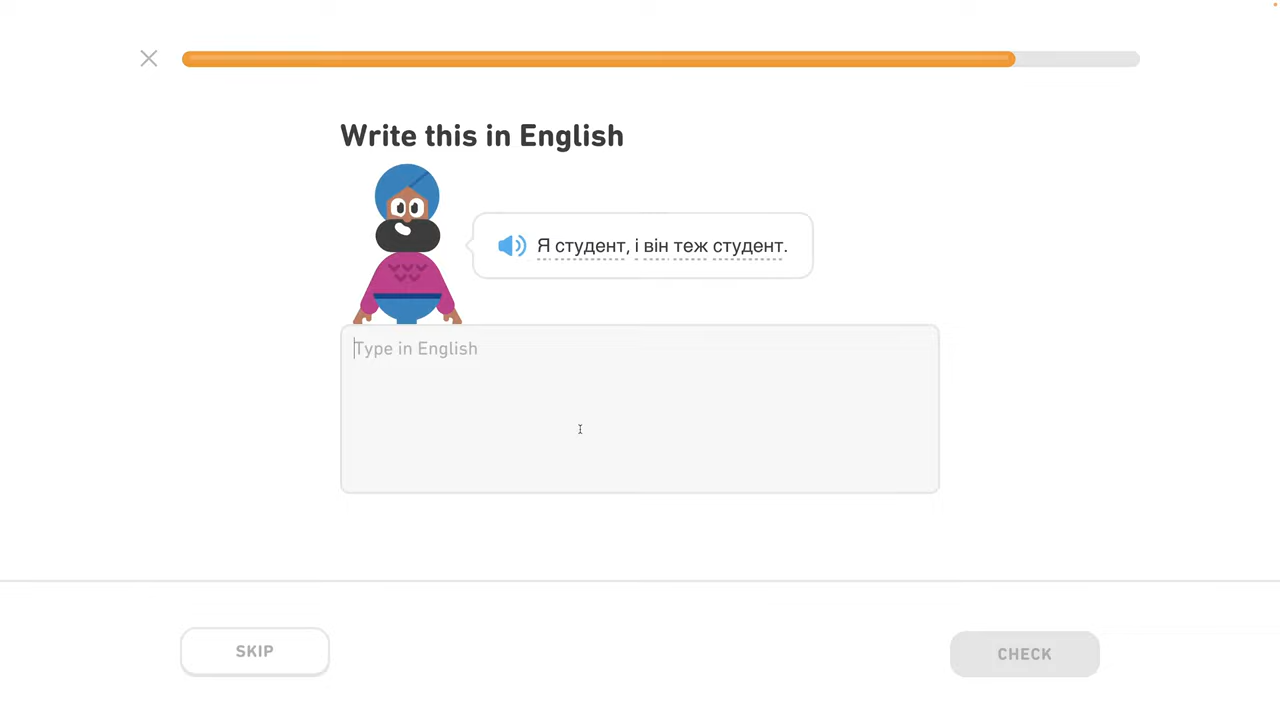 Write this in English
Я студент, і він теж студент.
Type in English
SKIP
CHECK